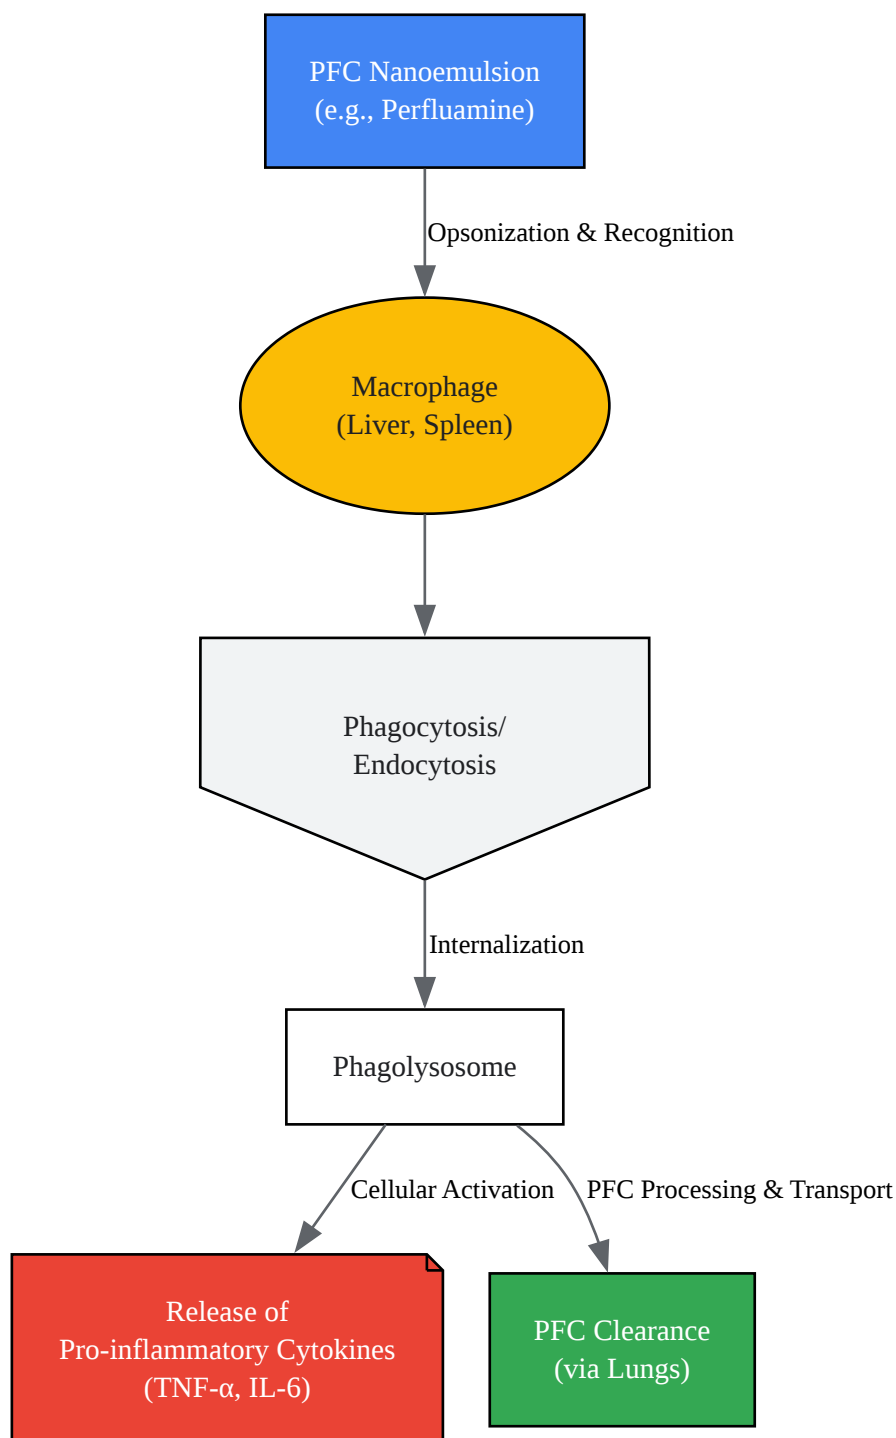 PFC Nanoemulsion
(e.g., Perfluamine)
Opsonization & Recognition
Macrophage
(Liver, Spleen)
Phagocytosis/
Endocytosis
Internalization
Phagolysosome
Cellular Activation
PFC Processing & Transport
Release of
Pro-inflammatory Cytokines
(TNF-α, IL-6)
PFC Clearance
(via Lungs)